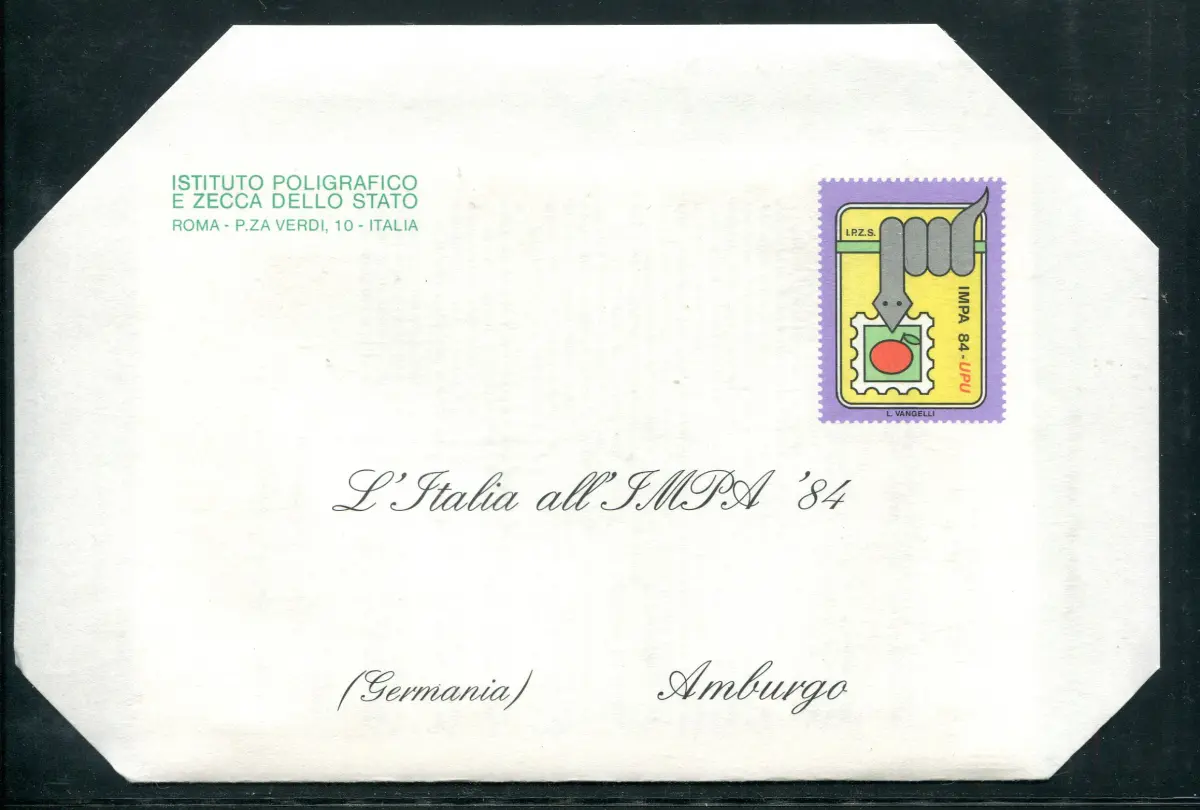 ISTITUTO POLIGRAFICO
E ZECCA DELLO STATO
ROMA - P.ZA VERDI, 10 - ITALIA
I.P.Z.S.
IMPA 84 - UPU
L. VANGELLI
L'Italia all'IMPA '84
(Germania) Amburgo